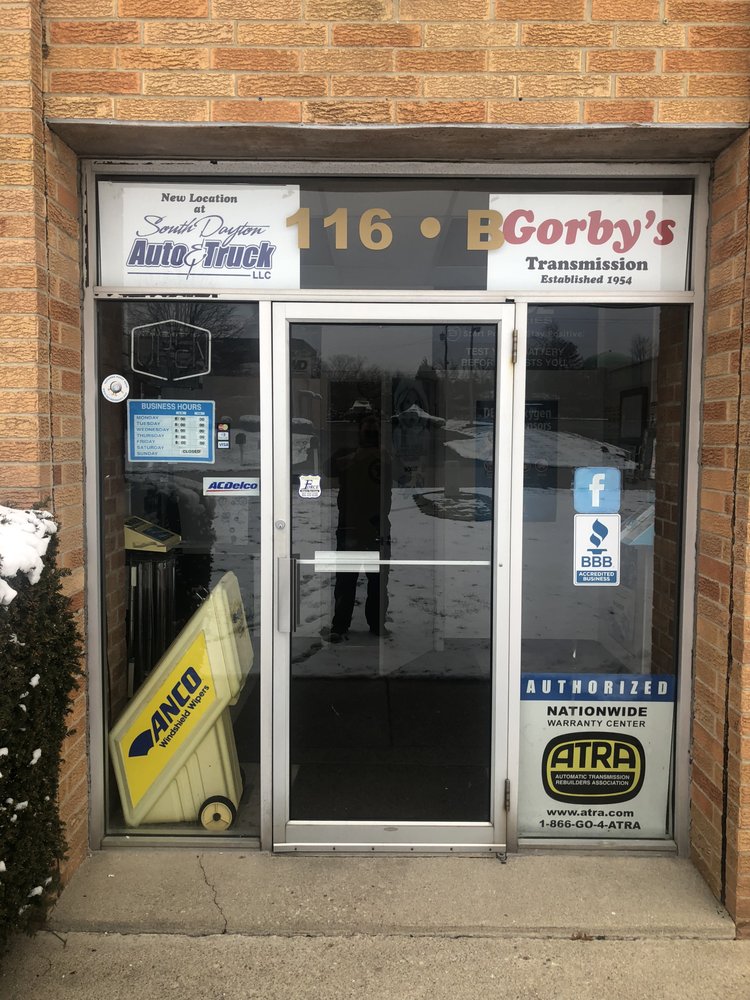 New Location
at
South Dayton
Auto & Truck
LLC
116 • B
Gorby's
Transmission
Established 1954
BUSINESS HOURS
MONDAY
TUESDAY
WEDNESDAY
THURSDAY
FRIDAY
SATURDAY
SUNDAY
CLOSED
VISA
ACDelco
ANCO
Windshield Wipers
f
BBB
ACCREDITED
BUSINESS
AUTHORIZED
NATIONWIDE
WARRANTY CENTER
ATRA
AUTOMATIC TRANSMISSION
REBUILDERS ASSOCIATION
www.atra.com
1-866-GO-4-ATRA